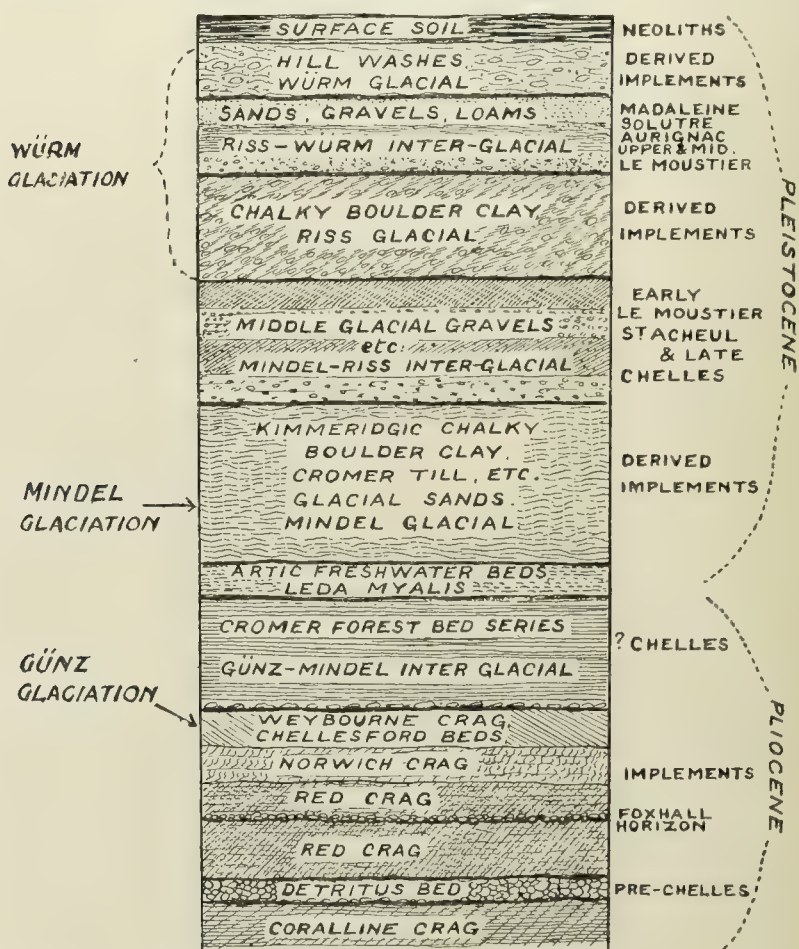 SURFACE SOIL
NEOLITHS
HILL WASHES,
WÜRM GLACIAL
DERIVED
IMPLEMENTS
WÜRM
GLACIATION
SANDS, GRAVELS, LOAMS
RISS-WÜRM INTER-GLACIAL
MADALEINE
SOLUTRE
AURIGNAC
UPPER & MID.
LE MOUSTIER
CHALKY BOULDER CLAY
RISS GLACIAL
DERIVED
IMPLEMENTS
MIDDLE GLACIAL GRAVELS
etc.
MINDEL-RISS INTER-GLACIAL
EARLY
LE MOUSTIER
ST ACHEUL
& LATE
CHELLES
PLEISTOCENE
MINDEL
GLACIATION
KIMMERIDGIC CHALKY
BOULDER CLAY,
CROMER TILL, ETC.
GLACIAL SANDS.
MINDEL GLACIAL
DERIVED
IMPLEMENTS
ARTIC FRESHWATER BEDS
LEDA MYALIS
GÜNZ
GLACIATION
CROMER FOREST BED SERIES
GÜNZ-MINDEL INTER GLACIAL
? CHELLES
WEYBOURNE CRAG,
CHELLESFORD BEDS
NORWICH CRAG
IMPLEMENTS
RED CRAG
FOXHALL
HORIZON
RED CRAG
DETRITUS BED
PRE-CHELLES
CORALLINE CRAG
PLIOCENE